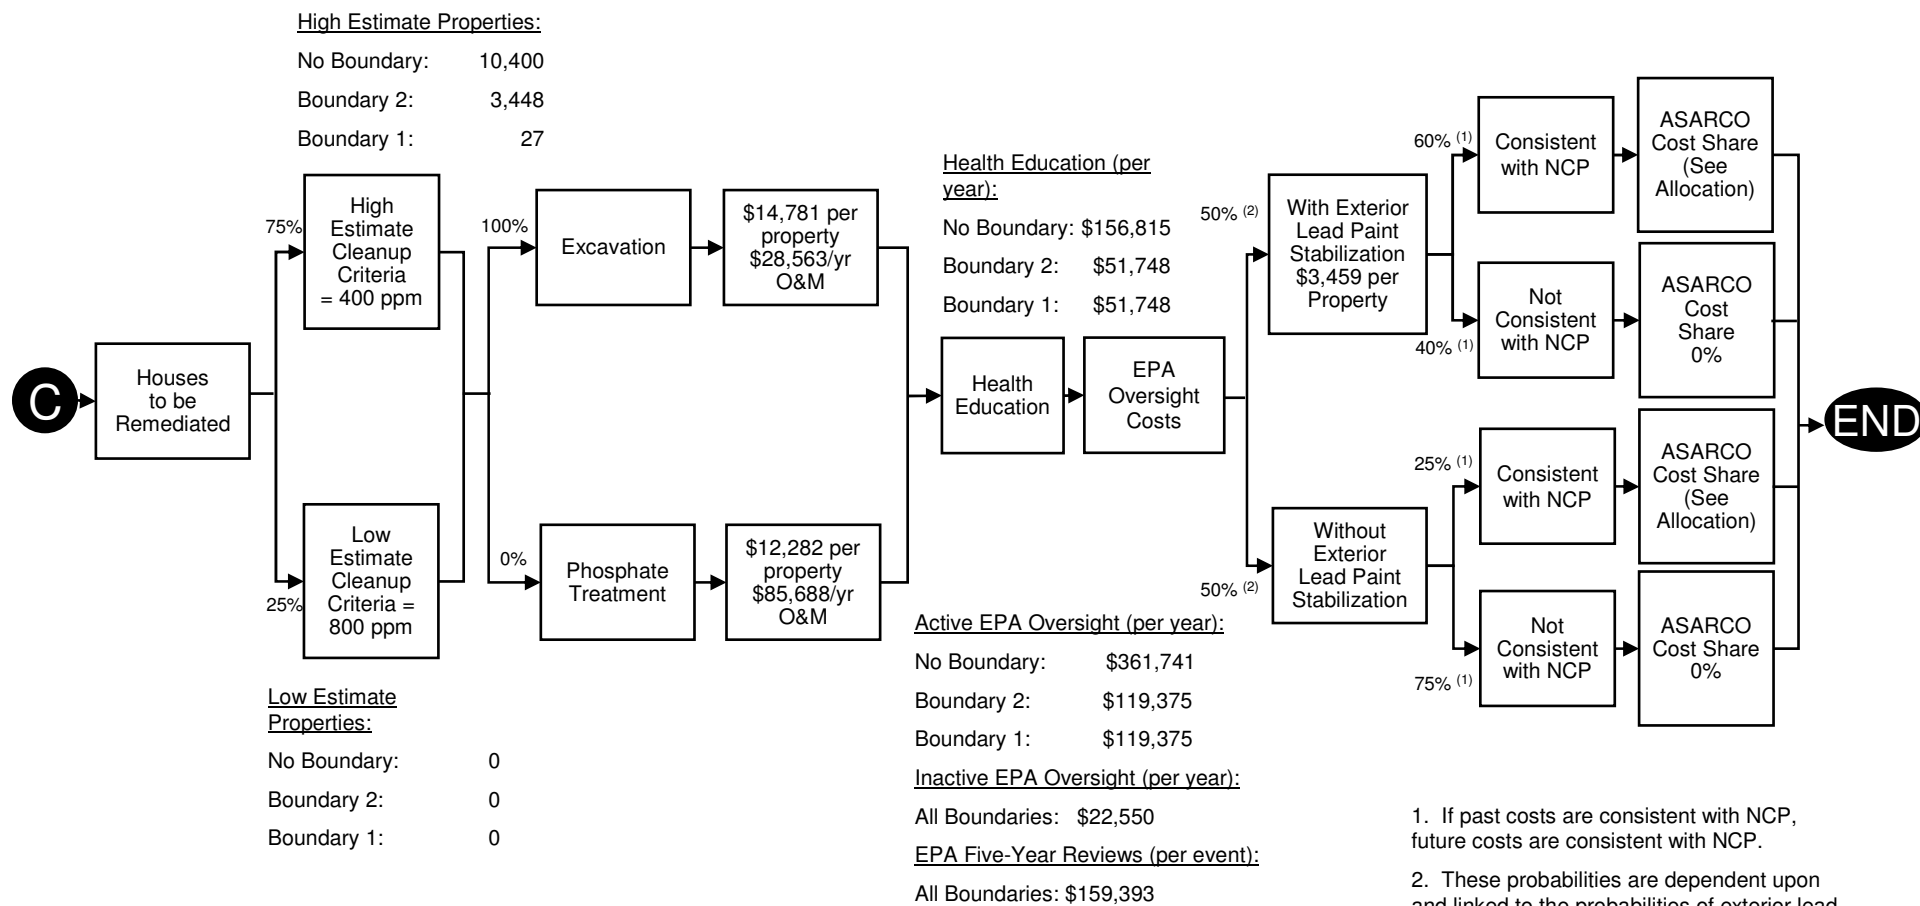 High Estimate Properties:
No Boundary: 10,400
Boundary 2: 3,448
Boundary 1: 27
C
Houses
to be
Remediated
75%
High
Estimate
Cleanup
Criteria
= 400 ppm
25%
Low
Estimate
Cleanup
Criteria =
800 ppm
Low Estimate
Properties:
No Boundary: 0
Boundary 2: 0
Boundary 1: 0
100%
Excavation
$14,781 per
property
$28,563/yr
O&M
0%
Phosphate
Treatment
$12,282 per
property
$85,688/yr
O&M
Health Education (per
year):
No Boundary: $156,815
Boundary 2: $51,748
Boundary 1: $51,748
Health
Education
EPA
Oversight
Costs
Active EPA Oversight (per year):
No Boundary: $361,741
Boundary 2: $119,375
Boundary 1: $119,375
Inactive EPA Oversight (per year):
All Boundaries: $22,550
EPA Five-Year Reviews (per event):
All Boundaries: $159,393
50% (2)
With Exterior
Lead Paint
Stabilization
$3,459 per
Property
50% (2)
Without
Exterior
Lead Paint
Stabilization
60% (1)
Consistent
with NCP
ASARCO
Cost Share
(See
Allocation)
40% (1)
Not
Consistent
with NCP
ASARCO
Cost
Share
0%
25% (1)
Consistent
with NCP
ASARCO
Cost Share
(See
Allocation)
75% (1)
Not
Consistent
with NCP
ASARCO
Cost Share
0%
END
1. If past costs are consistent with NCP,
future costs are consistent with NCP.
2. These probabilities are dependent upon
and linked to the probabilities of exterior lead